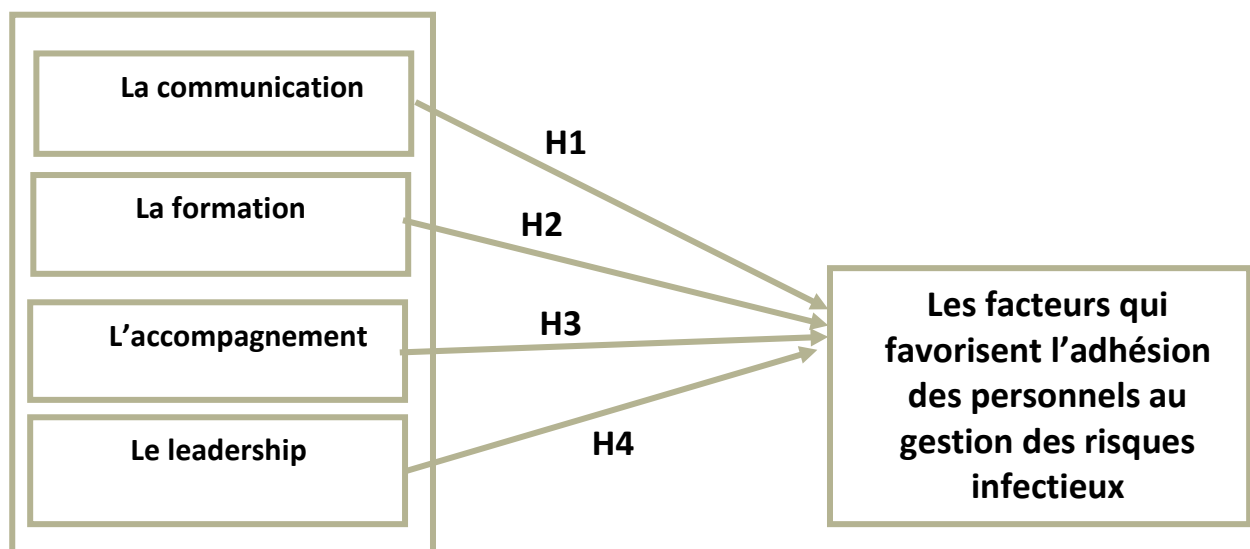 La communication
H1
La formation
H2
L’accompagnement
H3
Le leadership
H4
Les facteurs qui
favorisent l’adhésion
des personnels au
gestion des risques
infectieux